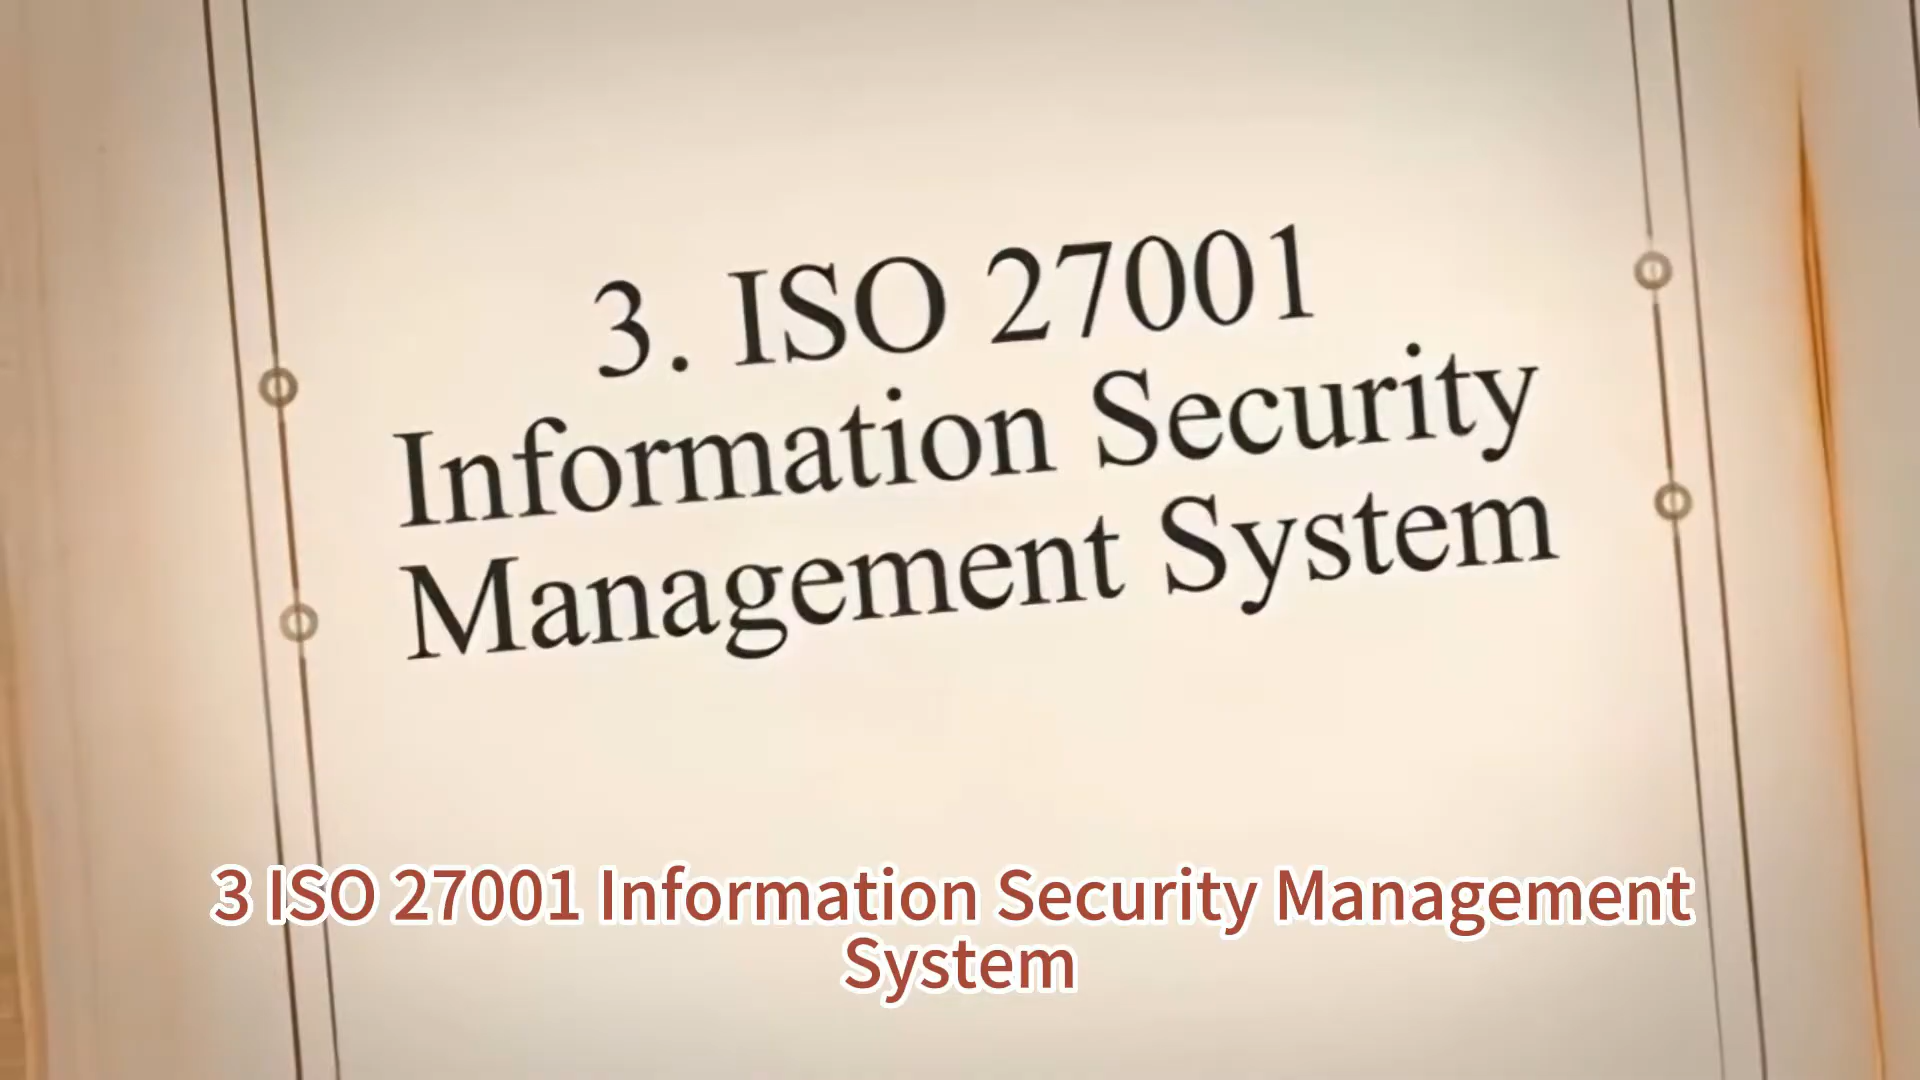 3. ISO 27001
Information Security
Management System
3 ISO 27001 Information Security Management
System